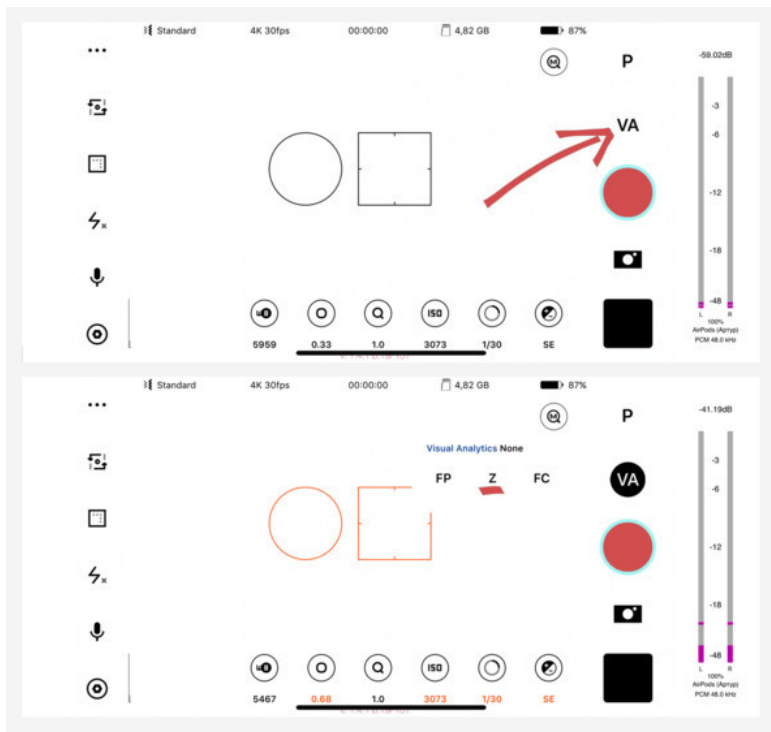 Standard 4K 30fps 00:00:00 4,82 GB 87%
-59.02dB
P
VA
-3
-6
-12
-18
-48
L R
100%
AirPods (Артур)
PCM 48.0 kHz
ISO
5959 0.33 1.0 3073 1/30 SE
Standard 4K 30fps 00:00:00 4,82 GB 87%
-41.19dB
P
Visual Analytics None
FP Z FC
VA
-3
-6
-12
-18
-48
L R
100%
AirPods (Артур)
PCM 48.0 kHz
ISO
5467 0.68 1.0 3073 1/30 SE